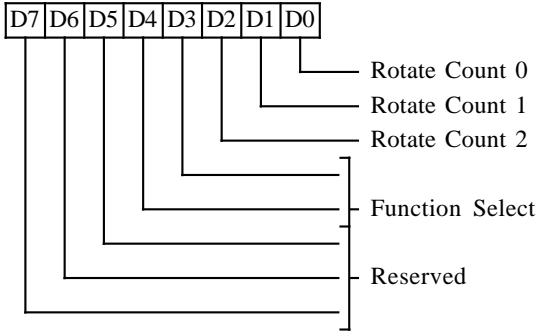 D7 D6 D5 D4 D3 D2 D1 D0
Rotate Count 0
Rotate Count 1
Rotate Count 2
Function Select
Reserved